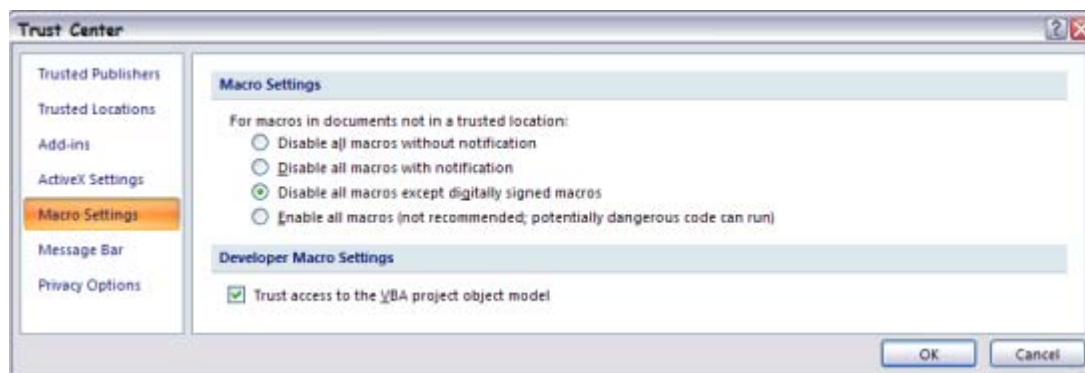 Trust Center
Trusted Publishers
Trusted Locations
Add-ins
ActiveX Settings
Macro Settings
Message Bar
Privacy Options
Macro Settings
For macros in documents not in a trusted location:
Disable all macros without notification
Disable all macros with notification
Disable all macros except digitally signed macros
Enable all macros (not recommended; potentially dangerous code can run)
Developer Macro Settings
Trust access to the VBA project object model
OK Cancel